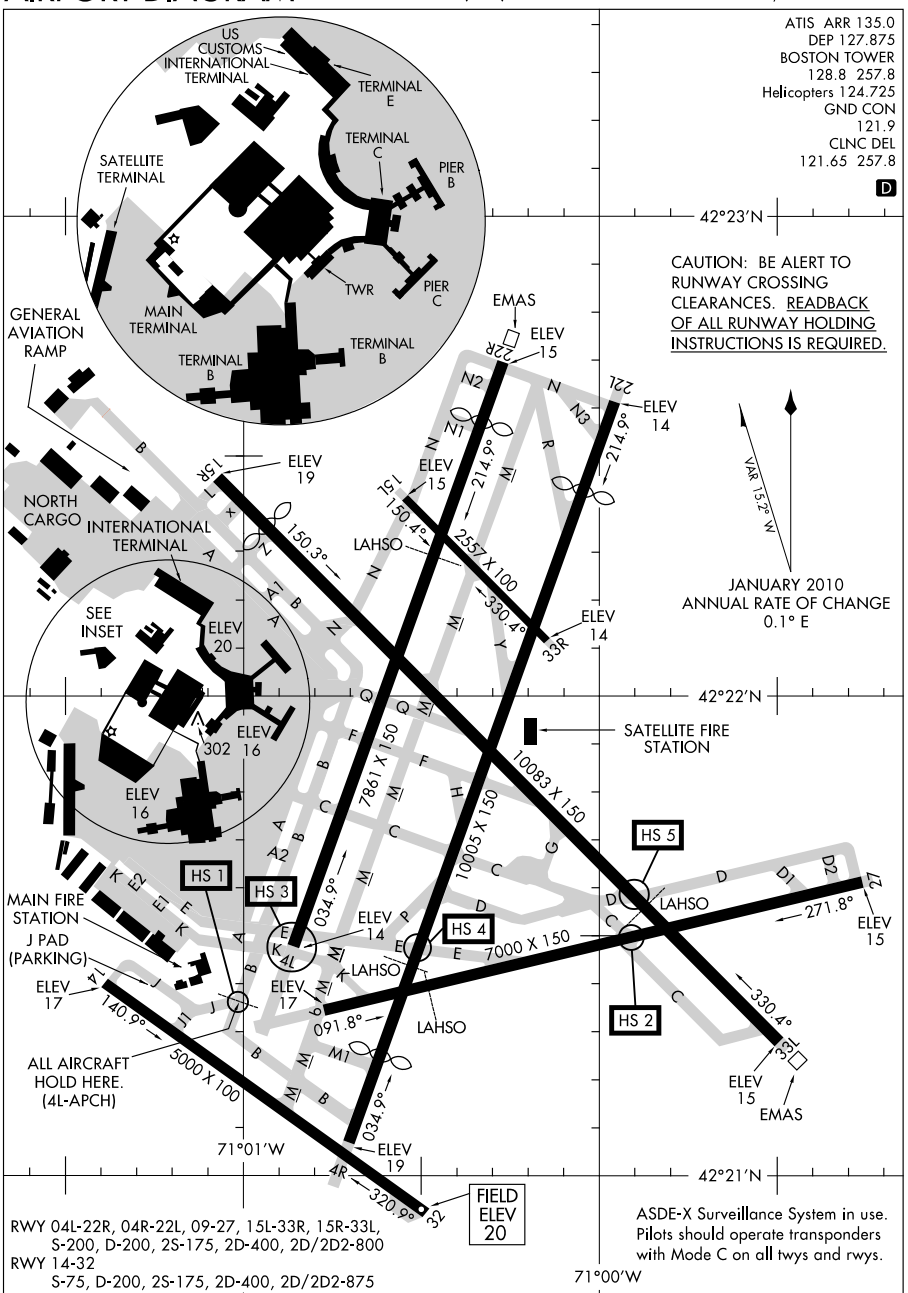 ATIS ARR 135.0
DEP 127.875
BOSTON TOWER
128.8 257.8
Helicopters 124.725
GND CON
121.9
CLNC DEL
121.65 257.8
D
US
CUSTOMS
INTERNATIONAL
TERMINAL
TERMINAL
E
TERMINAL
C
PIER
B
SATELLITE
TERMINAL
TWR
PIER
C
MAIN
TERMINAL
TERMINAL
B
TERMINAL
B
42°23'N
CAUTION: BE ALERT TO
RUNWAY CROSSING
CLEARANCES. READBACK
OF ALL RUNWAY HOLDING
INSTRUCTIONS IS REQUIRED.
GENERAL
AVIATION
RAMP
EMAS
22R
ELEV
15
N2
N
N3
22L
ELEV
14
N
N1
214.9°
M
R
214.9°
B
15R
ELEV
19
15L
ELEV
15
VAR 15.2° W
NORTH
CARGO
L
X
150.3°
150.4°
LAHSO
2557 X 100
INTERNATIONAL
TERMINAL
A
N
N
JANUARY 2010
ANNUAL RATE OF CHANGE
0.1° E
SEE
INSET
A1
B
A
N
M
330.4°
ELEV
14
33R
Y
ELEV
20
42°22'N
Q
Q
M
302
ELEV
16
F
F
SATELLITE FIRE
STATION
ELEV
16
B
7861 X 150
M
H
10083 X 150
C
C
10005 X 150
G
A
B
A2
M
C
HS 5
HS 1
HS 3
K
E2
E1
E
K
034.9°
P
D
D
C
D
D1
D2
27
LAHSO
MAIN FIRE
STATION
J PAD
(PARKING)
A
E
K
4L
ELEV
14
E
HS 4
E
7000 X 150
271.8°
ELEV
15
B
M
LAHSO
K
14
ELEV
17
J
J
J1
ELEV
17
M
9
091.8°
LAHSO
HS 2
C
330.4°
140.9°
ALL AIRCRAFT
HOLD HERE.
(4L-APCH)
5000 X 100
B
M
M1
33L
ELEV
15
EMAS
M
B
034.9°
71°01'W
ELEV
19
4R
42°21'N
320.9°
32
FIELD
ELEV
20
RWY 04L-22R, 04R-22L, 09-27, 15L-33R, 15R-33L,
S-200, D-200, 2S-175, 2D-400, 2D/2D2-800
RWY 14-32
S-75, D-200, 2S-175, 2D-400, 2D/2D2-875
ASDE-X Surveillance System in use.
Pilots should operate transponders
with Mode C on all twys and rwys.
71°00'W